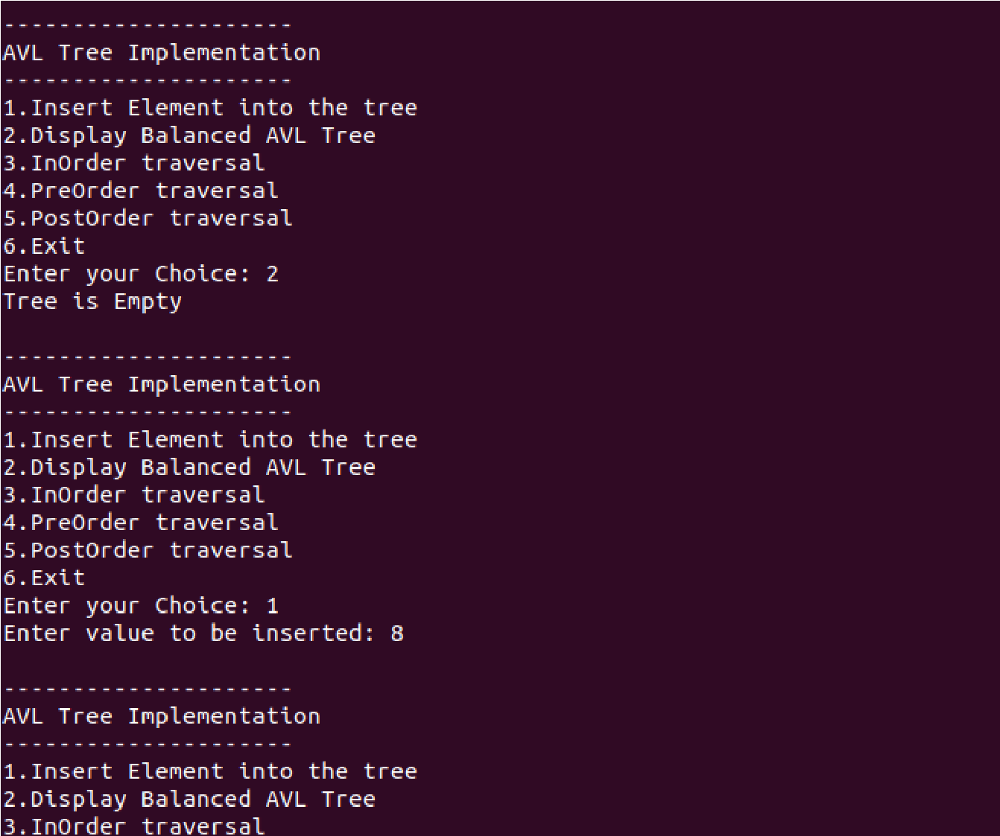 ---------------------
AVL Tree Implementation
---------------------
1.Insert Element into the tree
2.Display Balanced AVL Tree
3.InOrder traversal
4.PreOrder traversal
5.PostOrder traversal
6.Exit
Enter your Choice: 2
Tree is Empty

---------------------
AVL Tree Implementation
---------------------
1.Insert Element into the tree
2.Display Balanced AVL Tree
3.InOrder traversal
4.PreOrder traversal
5.PostOrder traversal
6.Exit
Enter your Choice: 1
Enter value to be inserted: 8

---------------------
AVL Tree Implementation
---------------------
1.Insert Element into the tree
2.Display Balanced AVL Tree
3.InOrder traversal